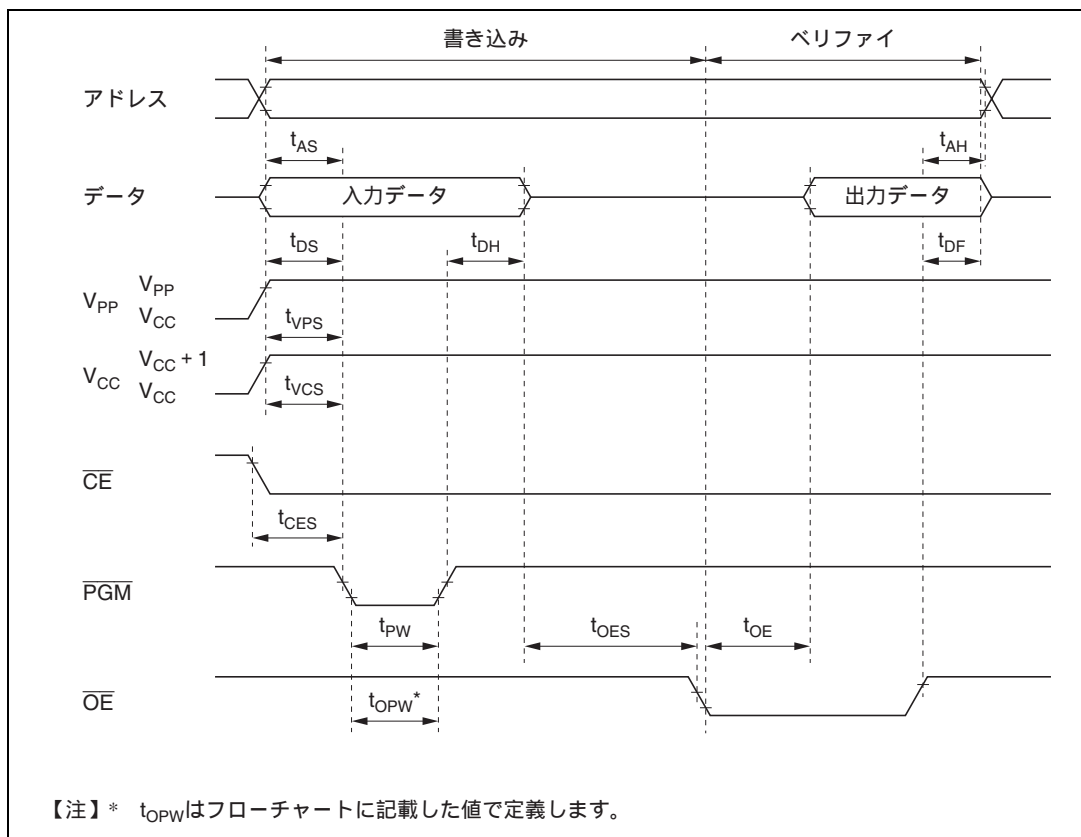 書き込み ベリファイ
アドレス
tAS tAH
データ 入力データ 出力データ
tDS tDH tDF
VPP VPP
VCC
tVPS
VCC VCC + 1
VCC
tVCS
CE
tCES
PGM
tPW tOES tOE
OE
tOPW*
【注】* tOPWはフローチャートに記載した値で定義します。